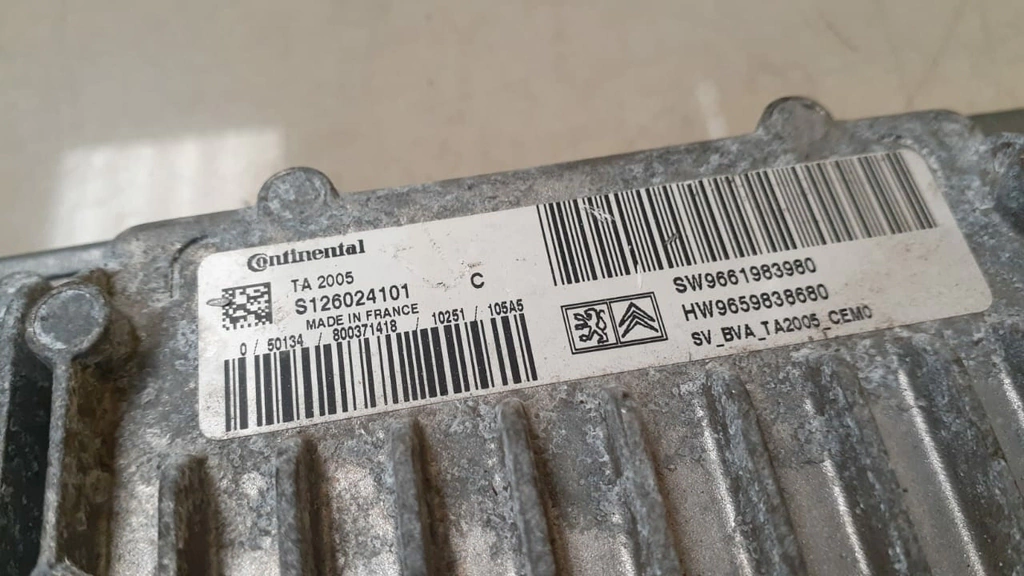 Continental
TA 2005
S126024101 C
MADE IN FRANCE
0 / 50134 / 800371418 / 10251 / 105A5
SW9661983980
HW9659838680
SV_BVA_TA2005_CEMO